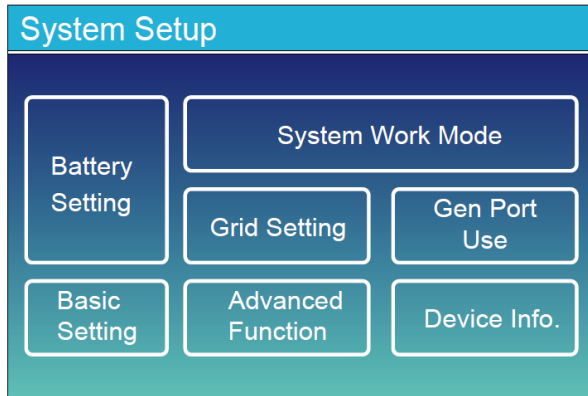 System Setup
System Work Mode
Battery
Setting
Grid Setting
Gen Port
Use
Basic
Setting
Advanced
Function
Device Info.